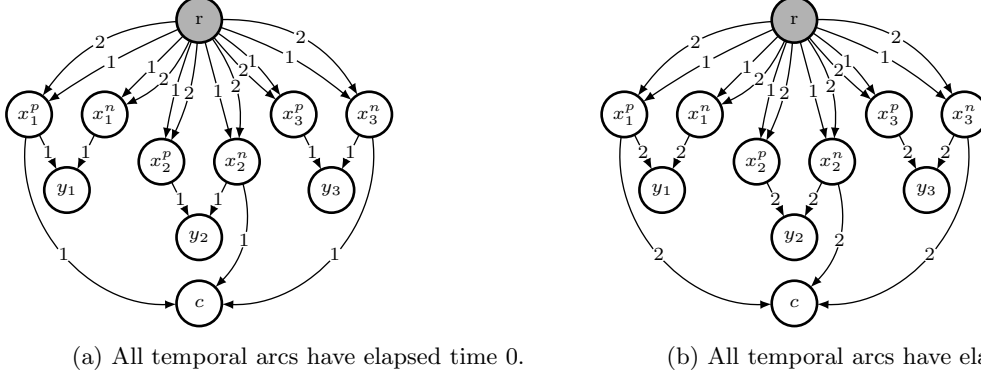 r r
2 2 2 2
1 1 1 1 1 1 1 1
2 2 2 2
1 2 1 2 1 2 1 2
x_1^p x_1^n x_3^p x_3^n x_1^p x_1^n x_3^p x_3^n
1 1 x_2^p x_2^n 1 1 2 2 x_2^p x_2^n 2 2
y_1 y_3 y_1 y_3
1 1 2 2
y_2 y_2
1 2
1 1 2 2
c c
(a) All temporal arcs have elapsed time 0. (b) All temporal arcs have